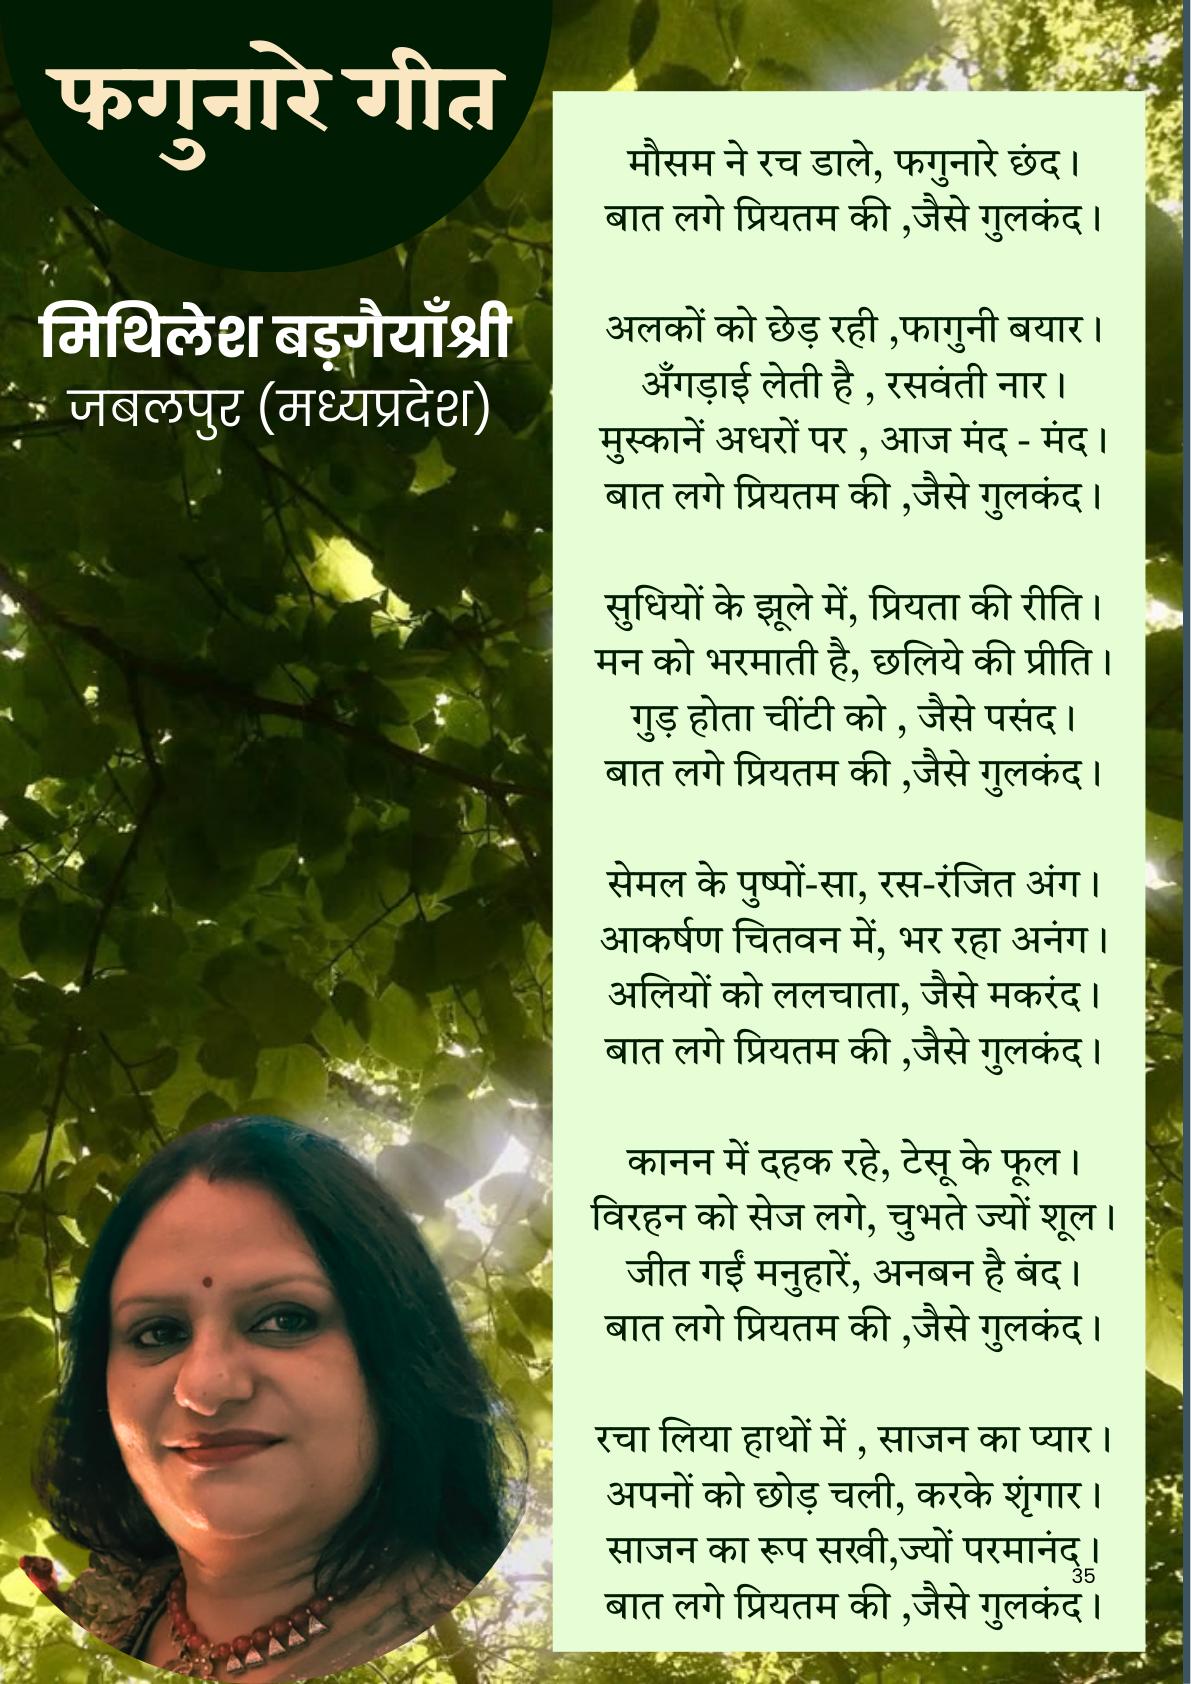 फगुनारे गीत
मिथिलेश बड़गैयाँश्री
जबलपुर (मध्यप्रदेश)
मौसम ने रच डाले, फगुनारे छंद।
बात लगे प्रियतम की ,जैसे गुलकंद।
अलकों को छेड़ रही ,फागुनी बयार।
अँगड़ाई लेती है , रसवंती नार।
मुस्कानें अधरों पर , आज मंद - मंद।
बात लगे प्रियतम की ,जैसे गुलकंद।
सुधियों के झूले में, प्रियता की रीति।
मन को भरमाती है, छलिये की प्रीति।
गुड़ होता चींटी को , जैसे पसंद।
बात लगे प्रियतम की ,जैसे गुलकंद।
सेमल के पुष्पों-सा, रस-रंजित अंग।
आकर्षण चितवन में, भर रहा अनंग।
अलियों को ललचाता, जैसे मकरंद।
बात लगे प्रियतम की ,जैसे गुलकंद।
कानन में दहक रहे, टेसू के फूल।
विरहन को सेज लगे, चुभते ज्यों शूल।
जीत गईं मनुहारें, अनबन है बंद।
बात लगे प्रियतम की ,जैसे गुलकंद।
रचा लिया हाथों में , साजन का प्यार।
अपनों को छोड़ चली, करके शृंगार।
साजन का रूप सखी,ज्यों परमानंद।
बात लगे प्रियतम की ,जैसे गुलकंद।
35